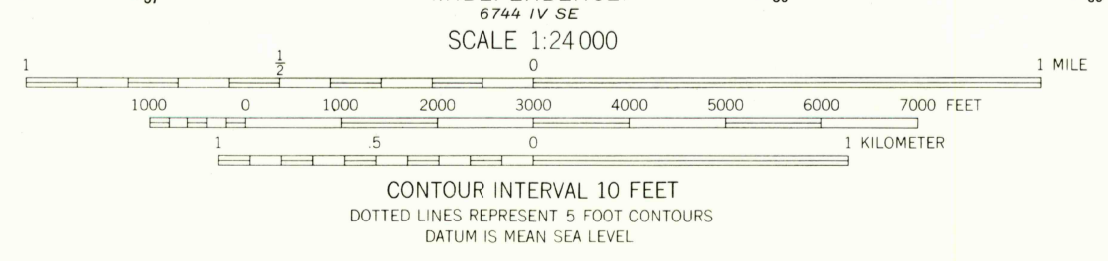 6744 IV SE
SCALE 1:24 000
1 1/2 0 1 MILE
1000 0 1000 2000 3000 4000 5000 6000 7000 FEET
1 .5 0 1 KILOMETER
CONTOUR INTERVAL 10 FEET
DOTTED LINES REPRESENT 5 FOOT CONTOURS
DATUM IS MEAN SEA LEVEL